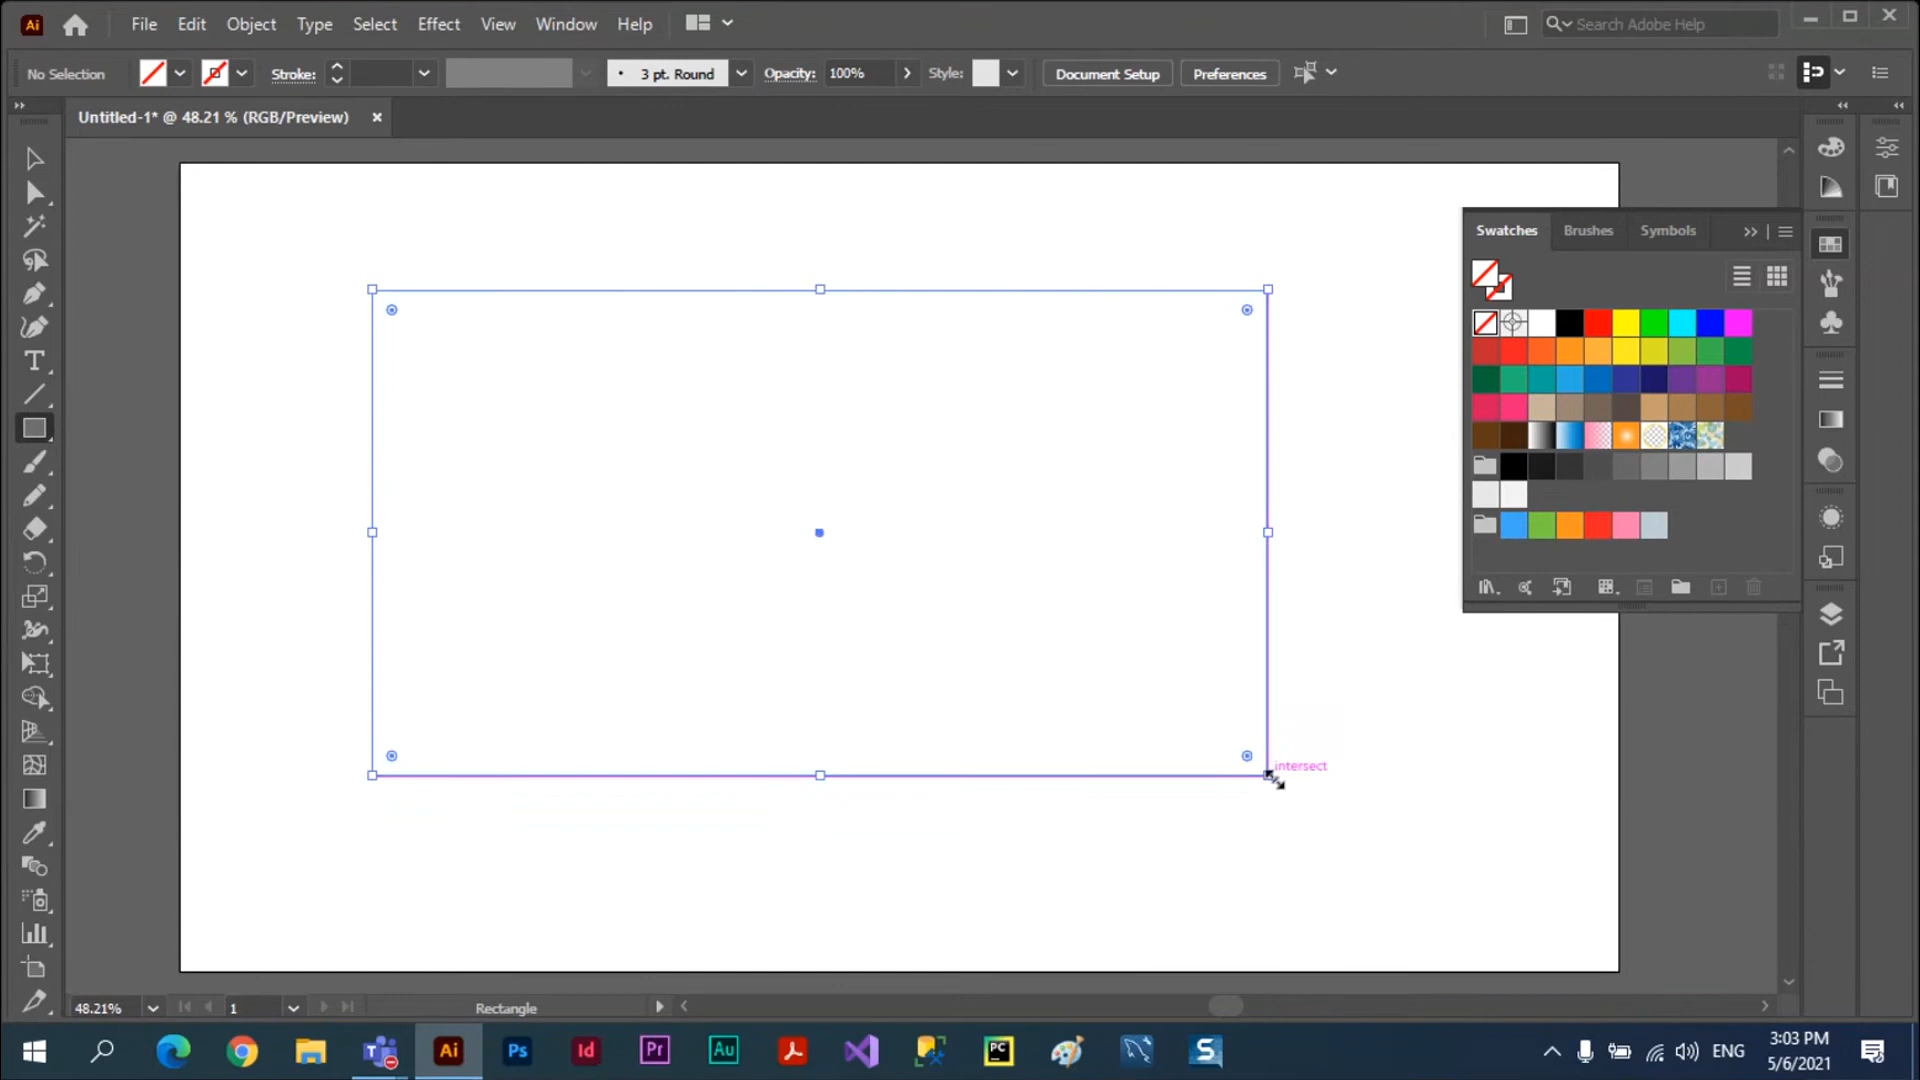 Ai File Edit Object Type Select Effect View Window Help Search Adobe Help
No Selection Stroke: 3 pt. Round Opacity: 100% Style: Document Setup Preferences
Untitled-1* @ 48.21 % (RGB/Preview) ×
Swatches Brushes Symbols
intersect
48.21% 1 Rectangle
Ai Ps Id Pr Au PC S ENG 3:03 PM
5/6/2021